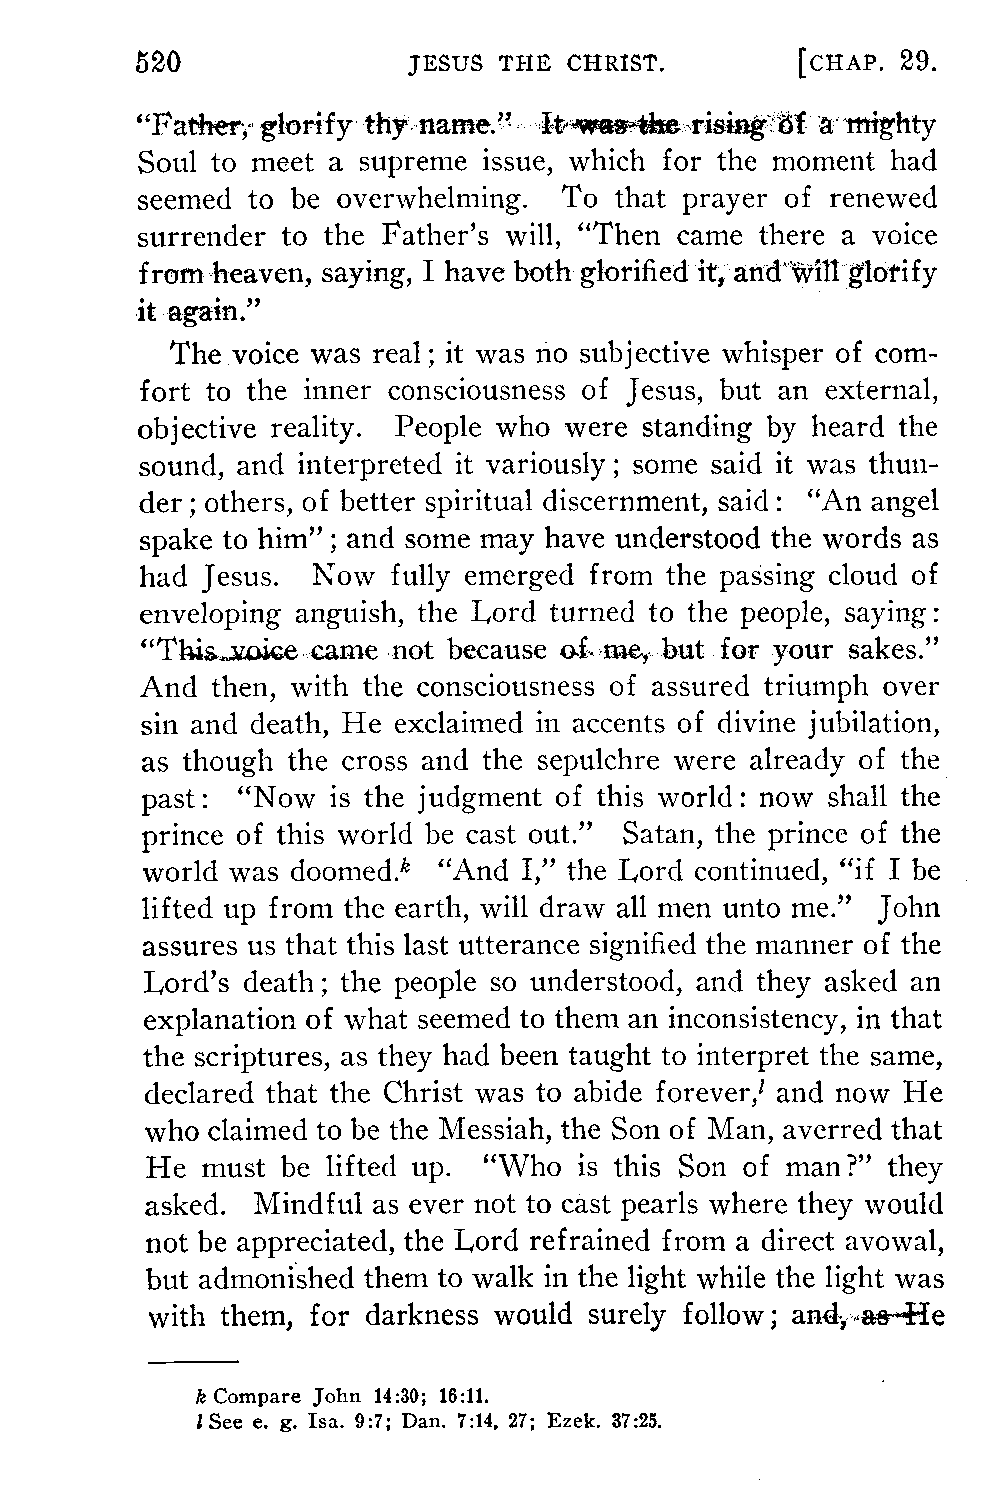 520 JESUS THE CHRIST. [CHAP. 29.
“Father, glorify thy name.” It was the rising of a mighty
Soul to meet a supreme issue, which for the moment had
seemed to be overwhelming. To that prayer of renewed
surrender to the Father’s will, “Then came there a voice
from heaven, saying, I have both glorified it, and will glorify
it again.”
The voice was real; it was no subjective whisper of com-
fort to the inner consciousness of Jesus, but an external,
objective reality. People who were standing by heard the
sound, and interpreted it variously; some said it was thun-
der; others, of better spiritual discernment, said: “An angel
spake to him”; and some may have understood the words as
had Jesus. Now fully emerged from the passing cloud of
enveloping anguish, the Lord turned to the people, saying:
“This voice came not because of me, but for your sakes.”
And then, with the consciousness of assured triumph over
sin and death, He exclaimed in accents of divine jubilation,
as though the cross and the sepulchre were already of the
past: “Now is the judgment of this world: now shall the
prince of this world be cast out.” Satan, the prince of the
world was doomed.k “And I,” the Lord continued, “if I be
lifted up from the earth, will draw all men unto me.” John
assures us that this last utterance signified the manner of the
Lord’s death; the people so understood, and they asked an
explanation of what seemed to them an inconsistency, in that
the scriptures, as they had been taught to interpret the same,
declared that the Christ was to abide forever,l and now He
who claimed to be the Messiah, the Son of Man, averred that
He must be lifted up. “Who is this Son of man?” they
asked. Mindful as ever not to cast pearls where they would
not be appreciated, the Lord refrained from a direct avowal,
but admonished them to walk in the light while the light was
with them, for darkness would surely follow; and, as He
k Compare John 14:30; 16:11.
l See e. g. Isa. 9:7; Dan. 7:14, 27; Ezek. 37:25.